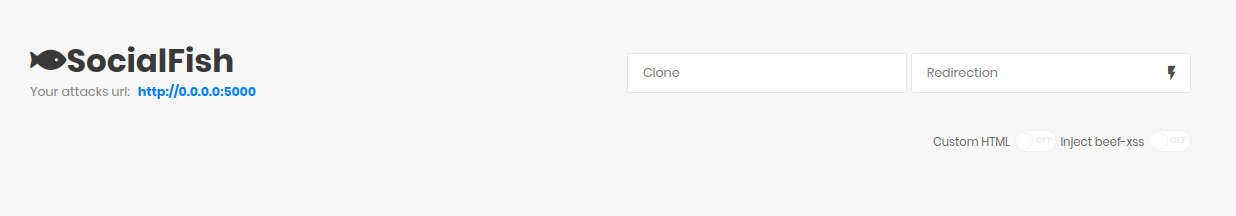 SocialFish
Your attacks url: http://0.0.0.0:5000
Clone
Redirection
Custom HTML OFF Inject beef-xss OFF